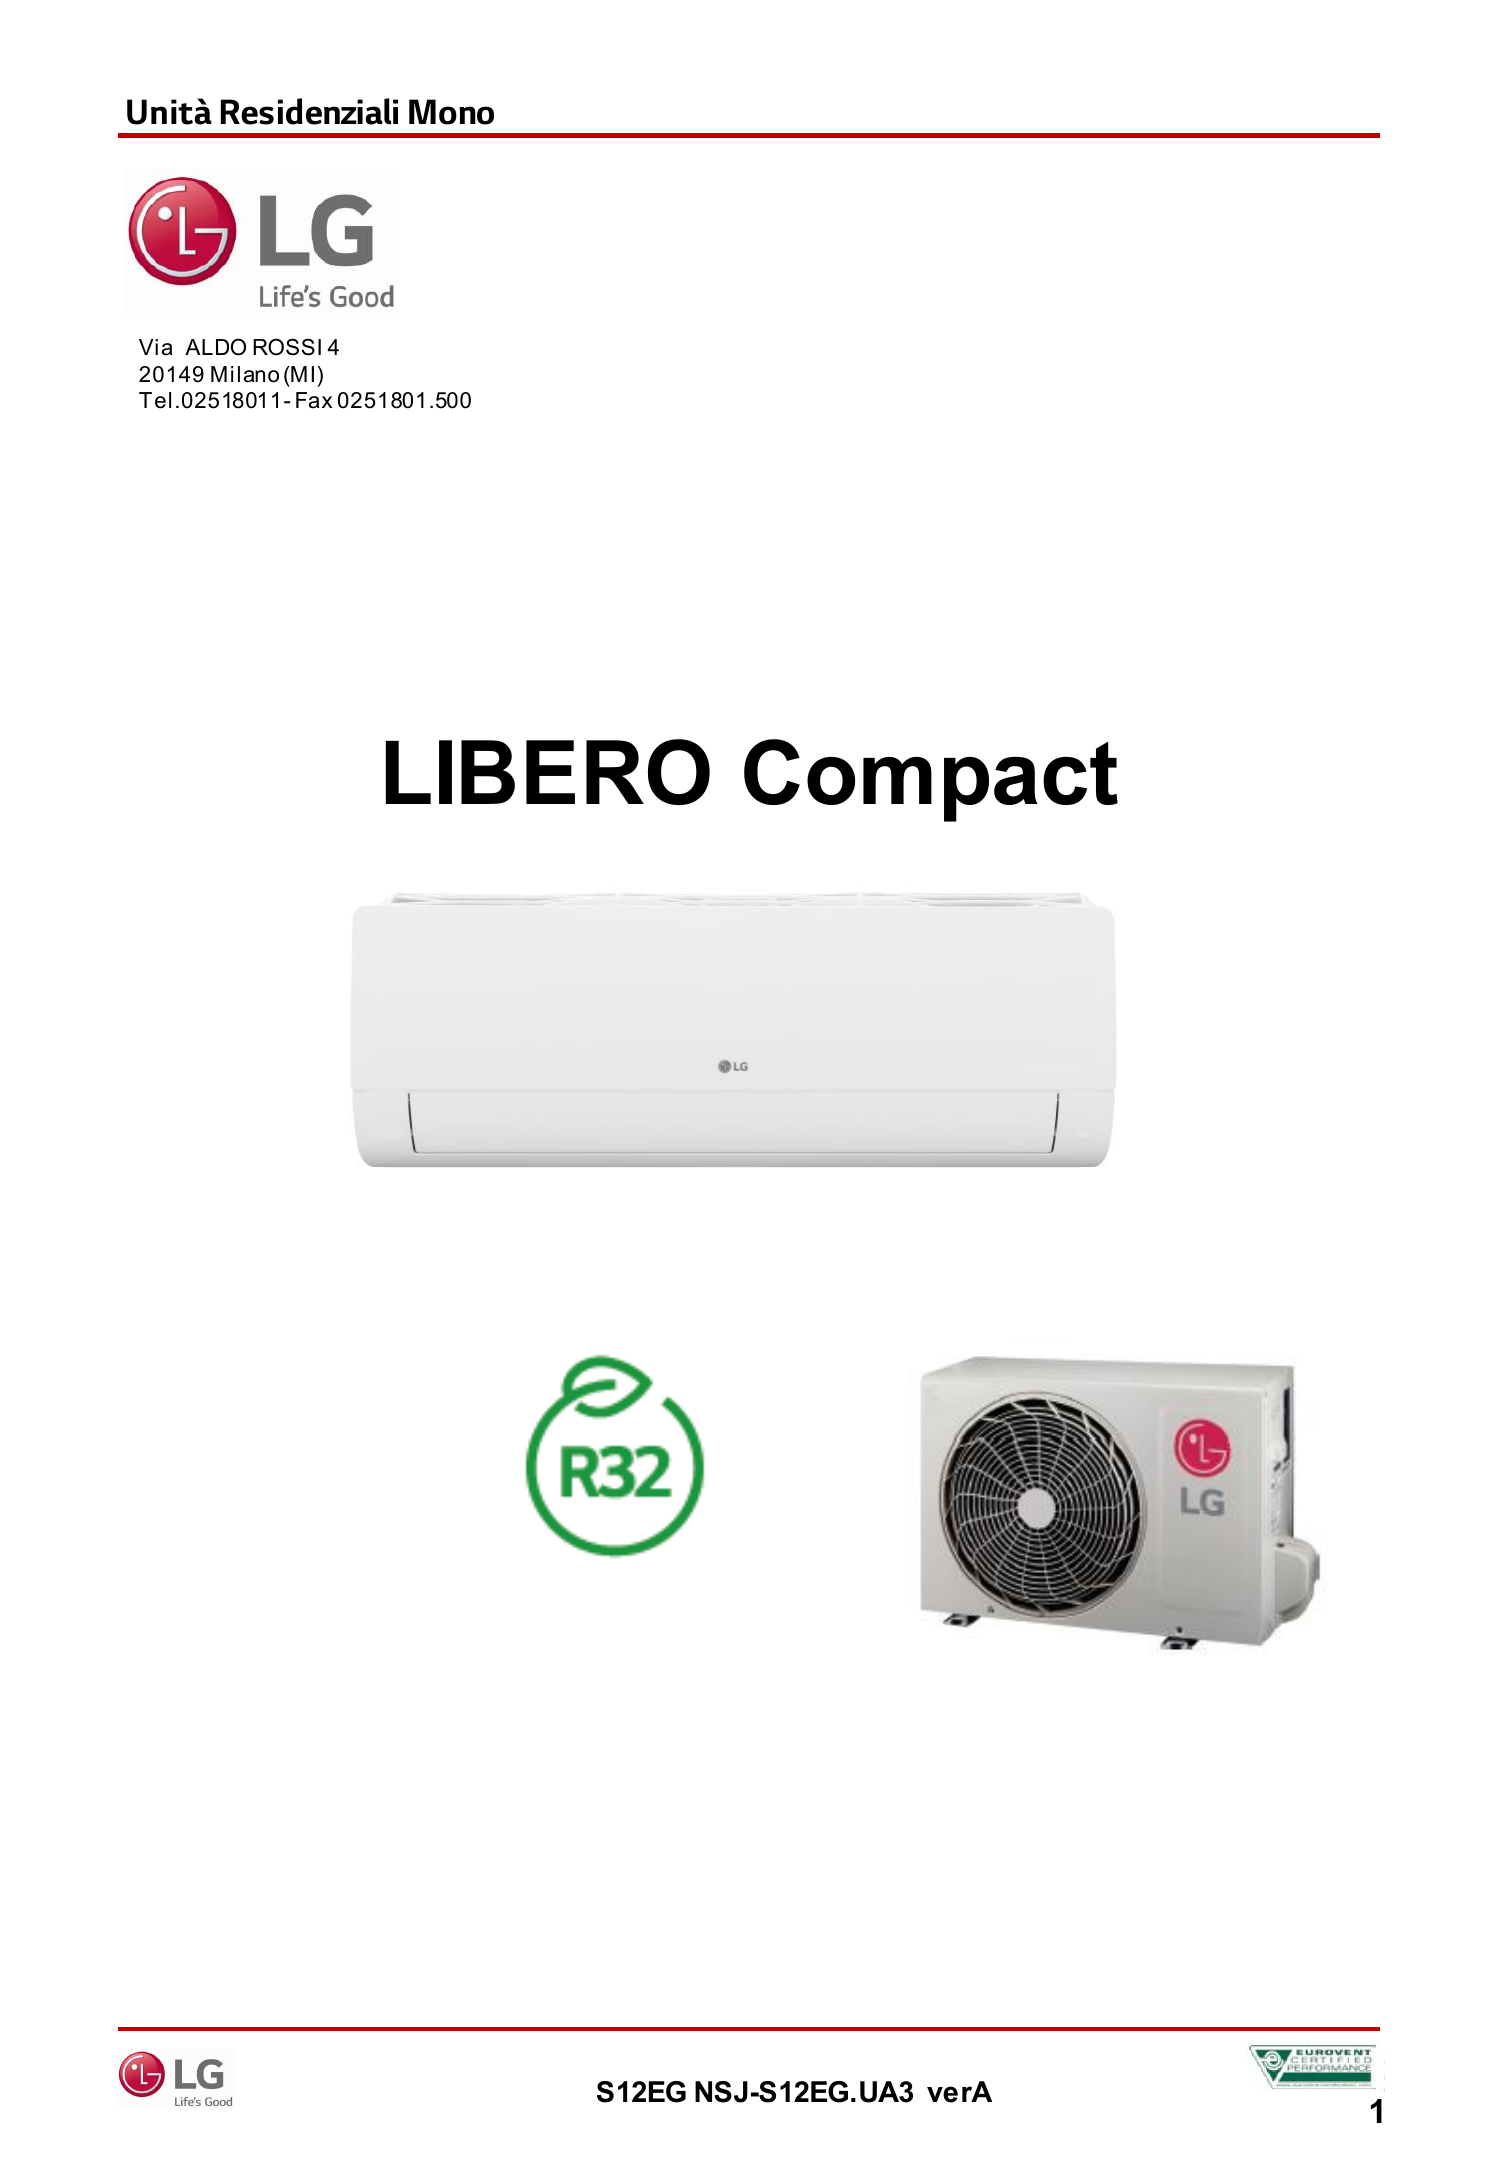 Unità Residenziali Mono
LG
Life's Good
Via ALDO ROSSI 4
20149 Milano (MI)
Tel.02518011- Fax 0251801.500
LIBERO Compact
LG
R32
LG
LG
Life's Good
S12EG NSJ-S12EG.UA3 verA
EUROVENT
CERTIFIED
PERFORMANCE
1